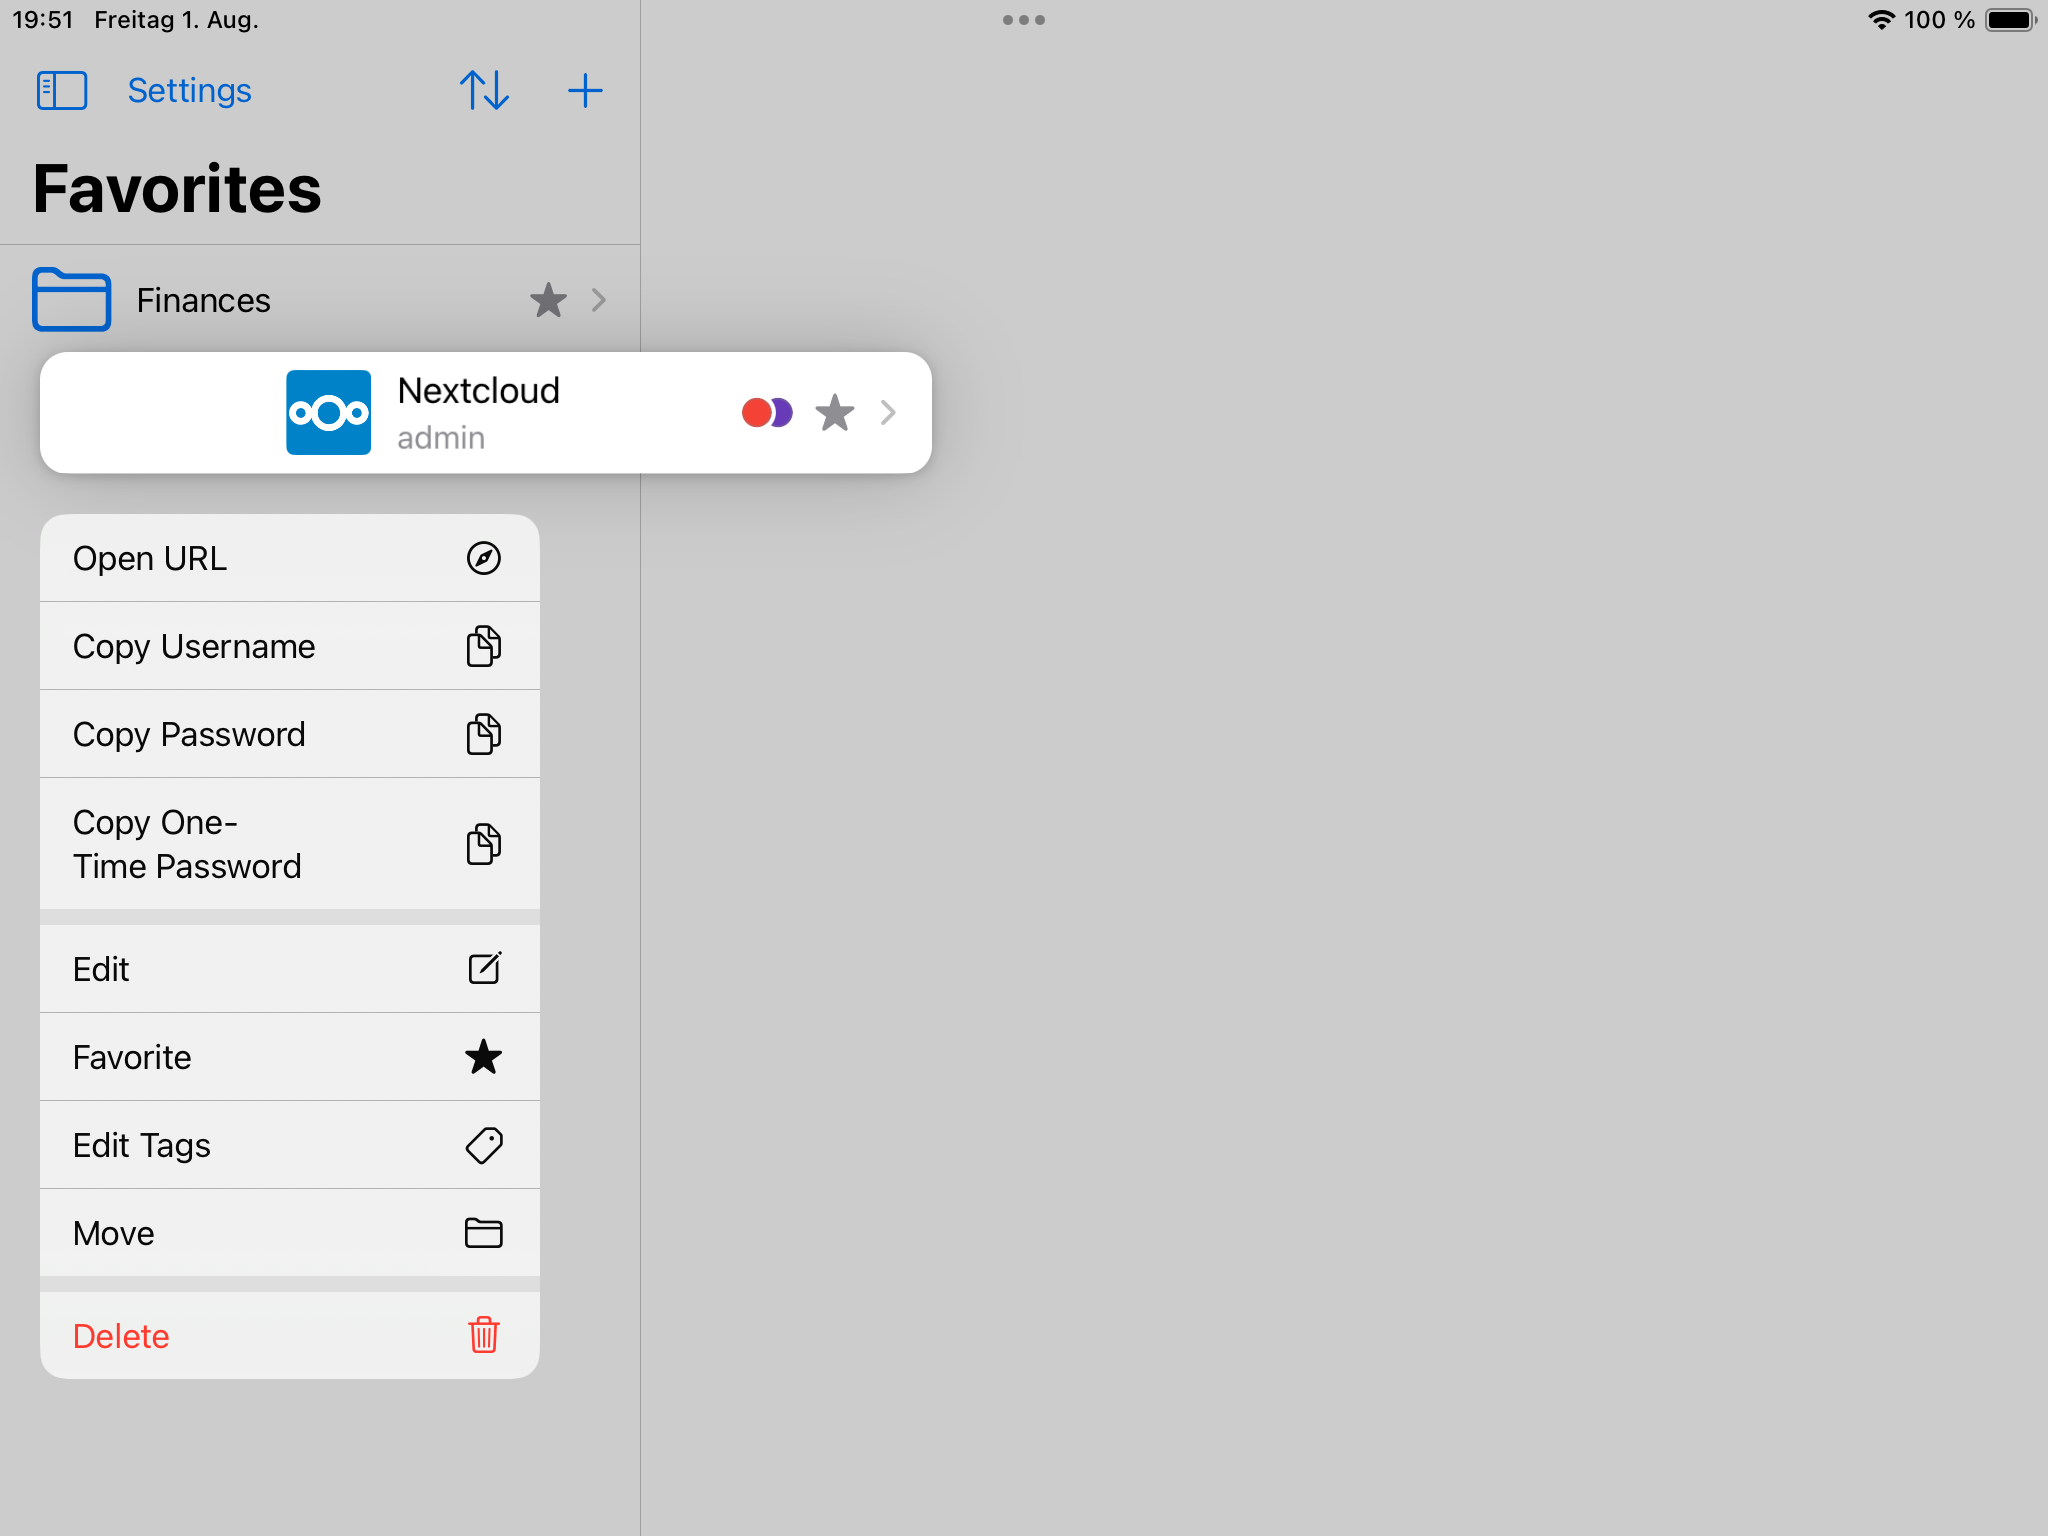 19:51 Freitag 1. Aug.
100 %
Settings
Favorites
Finances
Nextcloud
admin
Open URL
Copy Username
Copy Password
Copy One-
Time Password
Edit
Favorite
Edit Tags
Move
Delete